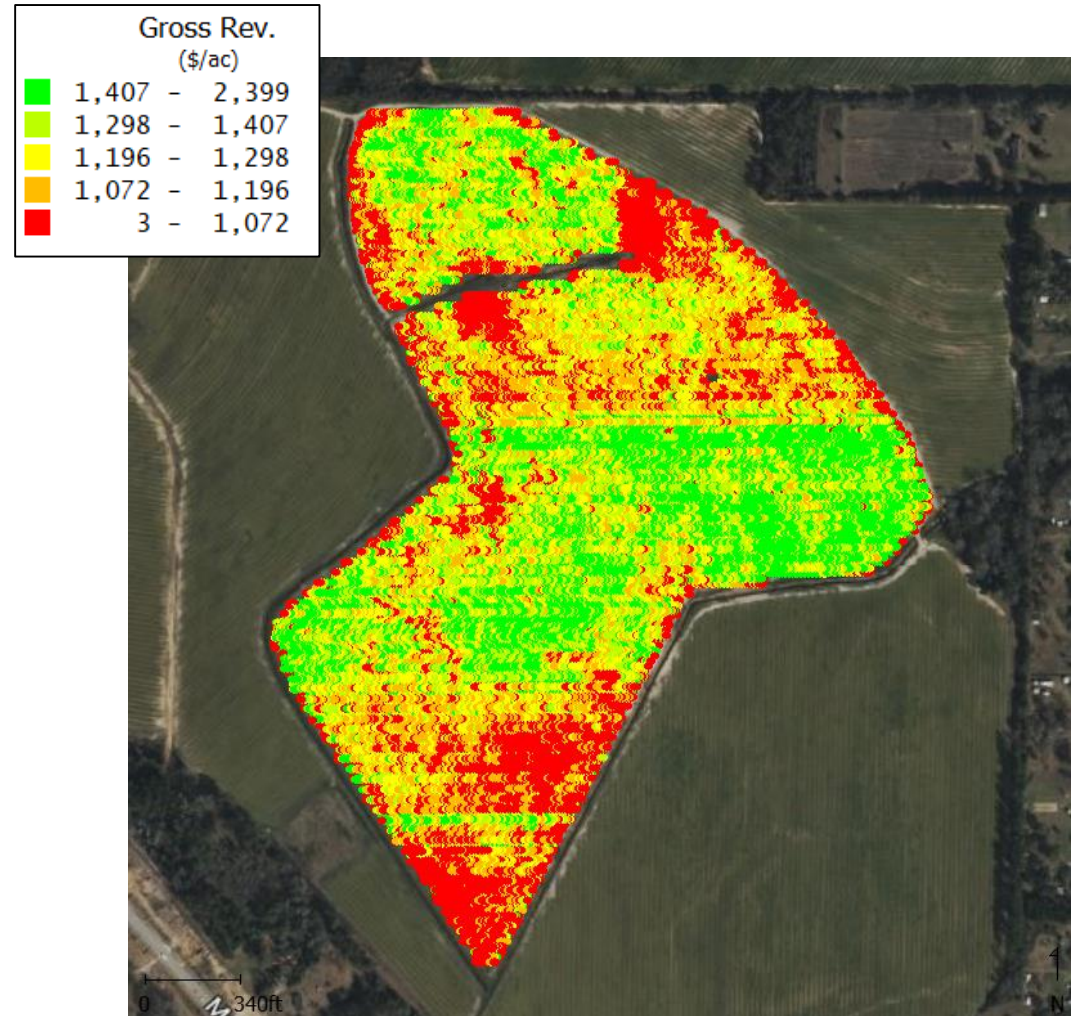 Gross Rev.
($/ac)
1,407 - 2,399
1,298 - 1,407
1,196 - 1,298
1,072 - 1,196
3 - 1,072
0 340ft
N